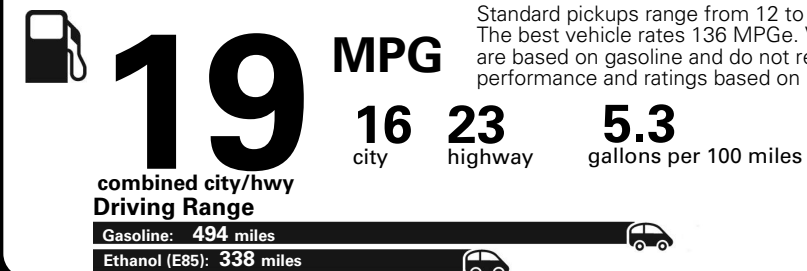 Standard pickups range from 12 to
The best vehicle rates 136 MPGe. V
are based on gasoline and do not re
performance and ratings based on
19 MPG
16 23 5.3
city highway gallons per 100 miles
combined city/hwy
Driving Range
Gasoline: 494 miles
Ethanol (E85): 338 miles